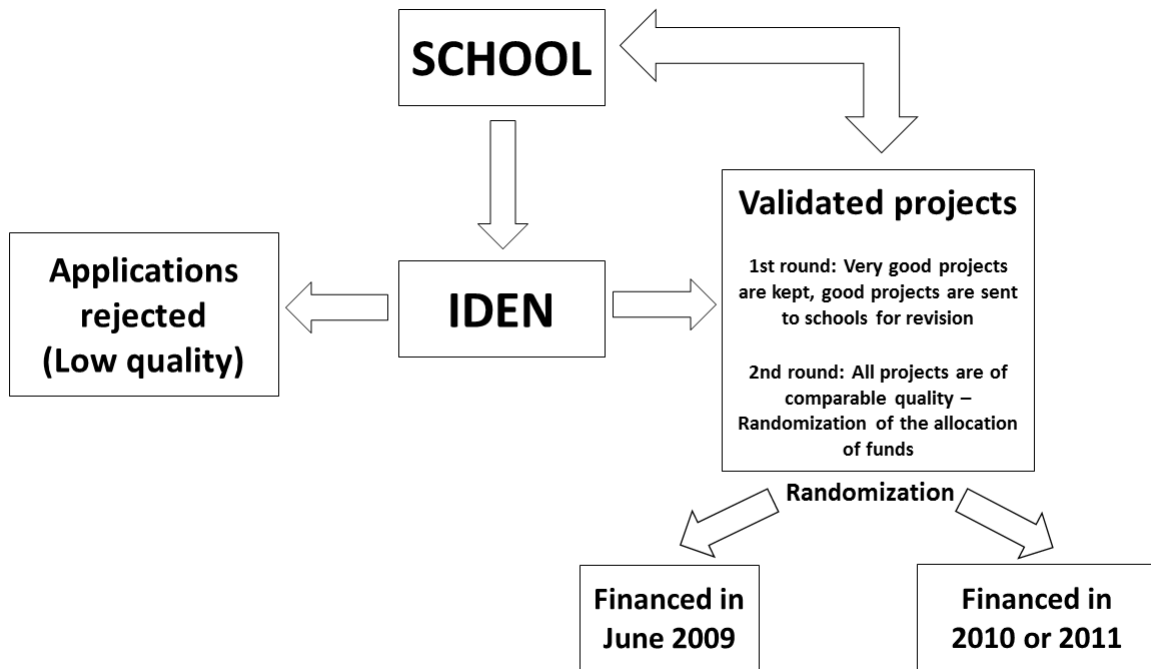 SCHOOL
Validated projects
1st round: Very good projects
are kept, good projects are sent
to schools for revision
2nd round: All projects are of
comparable quality –
Randomization of the allocation
of funds
Applications
rejected
(Low quality)
IDEN
Randomization
Financed in
June 2009
Financed in
2010 or 2011